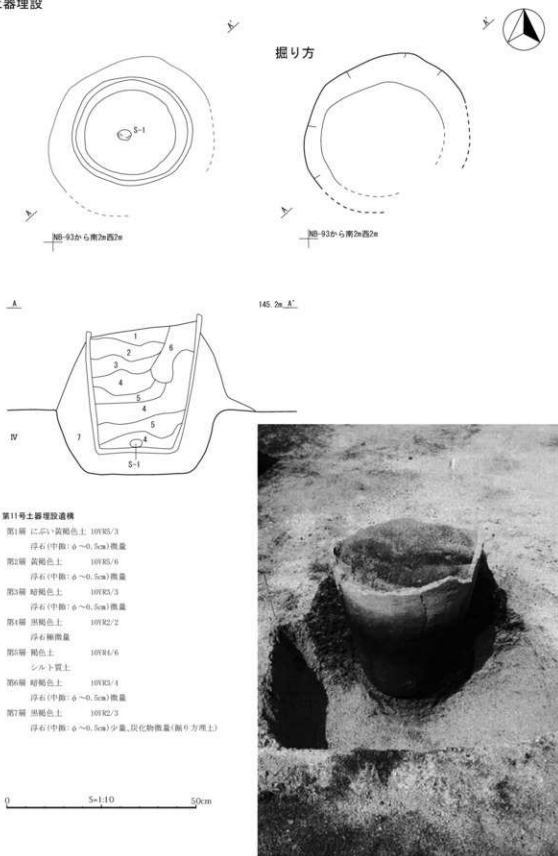 土器埋設
A'
S-1
A
NB-93から南2m西2m
掘り方
A'
A
NB-93から南2m西2m
A
145.2m A'
1
2
3
4
5
4
5
4
6
7
IV
S-1
第11号土器埋設遺構
第1層 にぶい黄褐色土 10YR5/3
浮石(中掫:φ～0.5cm)微量
第2層 黄褐色土 10YR5/6
浮石(中掫:φ～0.5cm)微量
第3層 暗褐色土 10YR3/3
浮石(中掫:φ～0.5cm)微量
第4層 黒褐色土 10YR2/2
浮石極微量
第5層 褐色土 10YR4/6
シルト質土
第6層 暗褐色土 10YR3/4
浮石(中掫:φ～0.5cm)微量
第7層 黒褐色土 10YR2/3
浮石(中掫:φ～0.5cm)少量、炭化物微量(掘り方埋土)
0 S=1:10 50cm